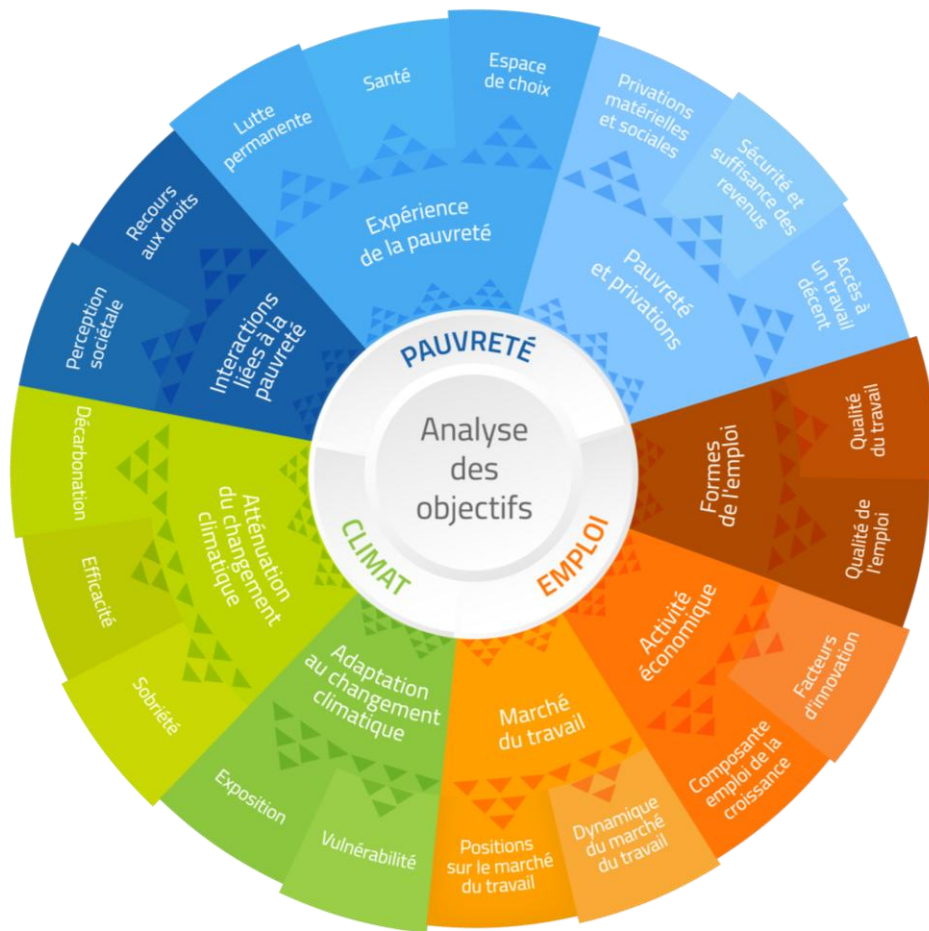 Analyse
des
objectifs
PAUVRETÉ
EMPLOI
CLIMAT
Interactions
liées à la
pauvreté
Perception
sociétale
Recours
aux droits
Expérience
de la pauvreté
Lutte
permanente
Santé
Espace
de choix
Pauvreté
et privations
Privations
matérielles
et sociales
Sécurité et
suffisance des
revenus
Accès à
un travail
décent
Formes
de l'emploi
Qualité
du travail
Qualité de
l'emploi
Activité
économique
Facteurs
d'innovation
Composante
emploi de la
croissance
Marché
du travail
Dynamique
du marché
du travail
Positions
sur le marché
du travail
Adaptation
au changement
climatique
Vulnérabilité
Exposition
Atténuation
du changement
climatique
Sobriété
Efficacité
Décarbonation